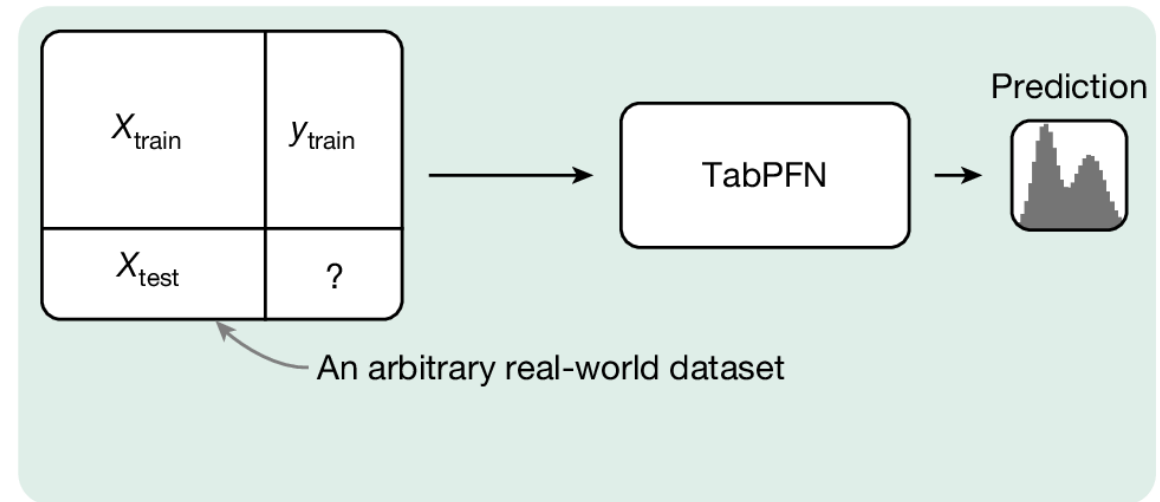 X_train
y_train
X_test
?
An arbitrary real-world dataset
TabPFN
Prediction